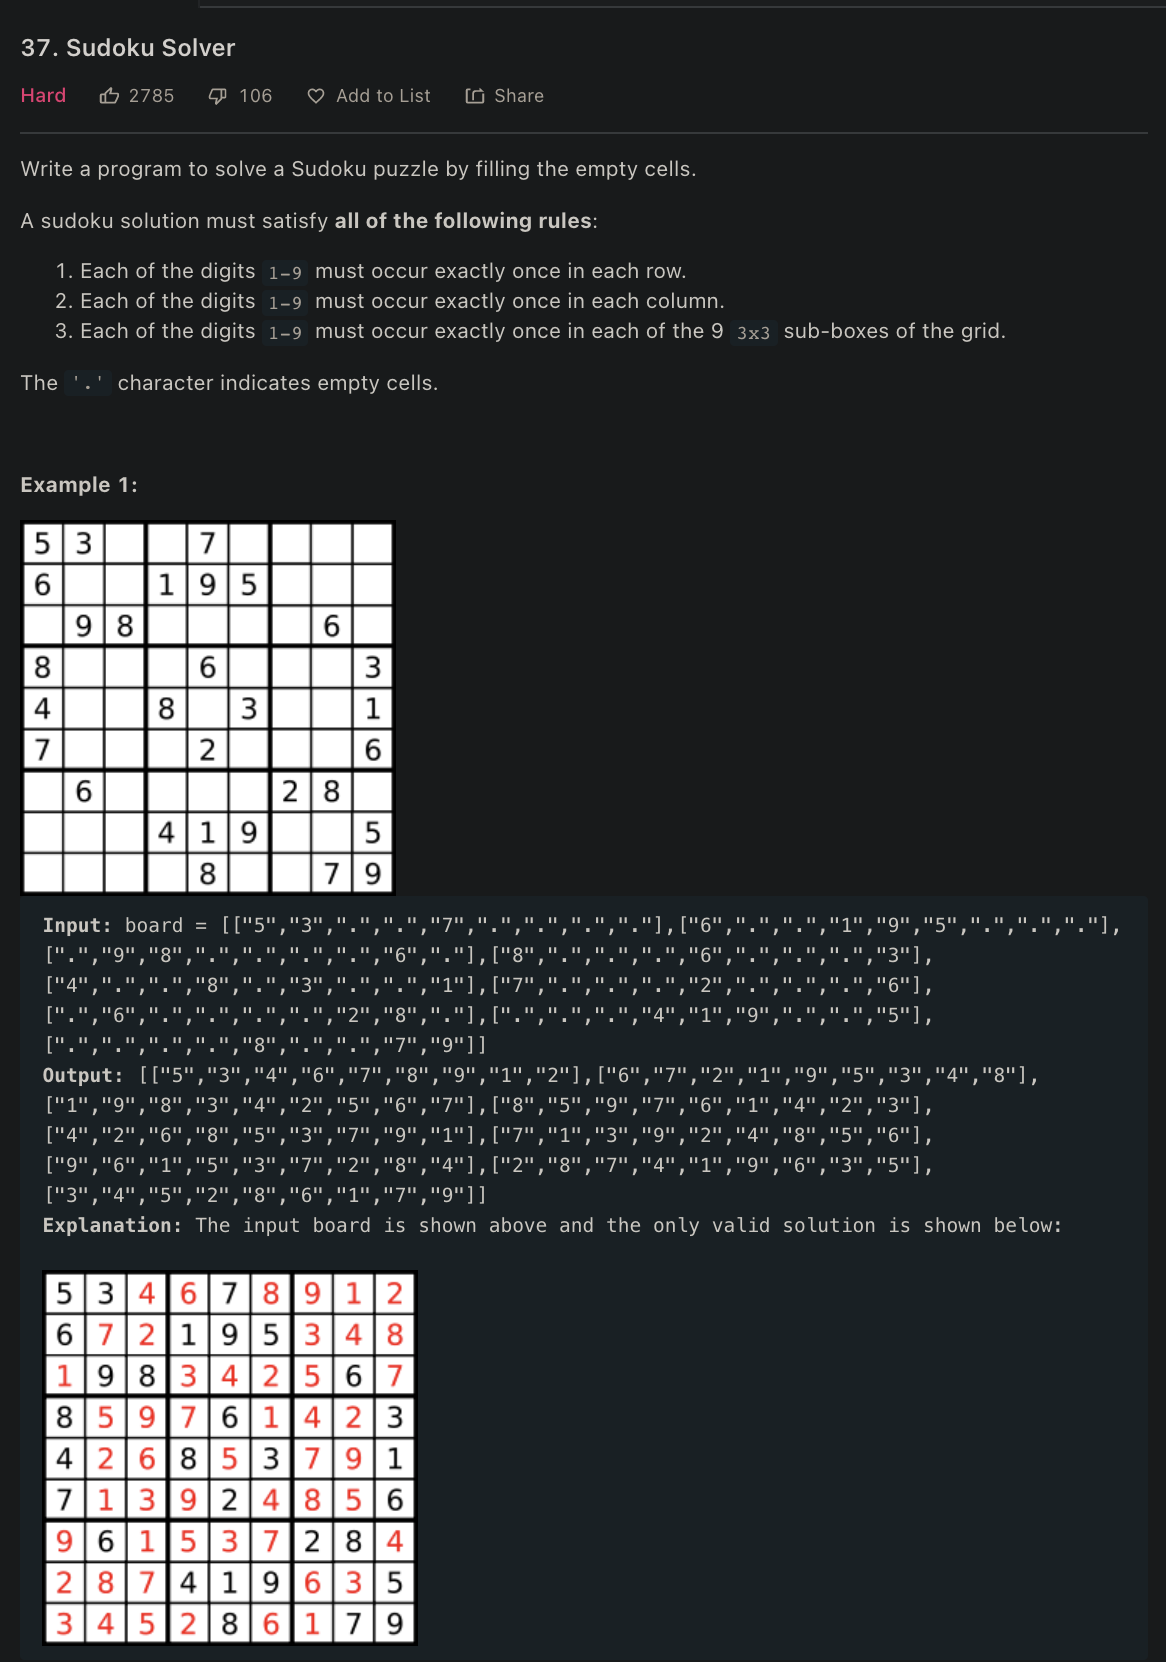 37. Sudoku Solver
Hard 2785 106 Add to List Share
Write a program to solve a Sudoku puzzle by filling the empty cells.
A sudoku solution must satisfy all of the following rules:
1. Each of the digits 1-9 must occur exactly once in each row.
2. Each of the digits 1-9 must occur exactly once in each column.
3. Each of the digits 1-9 must occur exactly once in each of the 9 3x3 sub-boxes of the grid.
The '.' character indicates empty cells.
Example 1:
5 3 7
6 1 9 5
9 8 6
8 6 3
4 8 3 1
7 2 6
6 2 8
4 1 9 5
8 7 9
Input: board = [["5","3",".",".","7",".",".",".","."],["6",".",".","1","9","5",".",".","."],
[".","9","8",".",".",".",".","6","."],["8",".",".",".","6",".",".",".","3"],
["4",".",".","8",".","3",".",".","1"],["7",".",".",".","2",".",".",".","6"],
[".","6",".",".",".",".","2","8","."],[".",".",".","4","1","9",".",".","5"],
[".",".",".",".","8",".",".","7","9"]]
Output: [["5","3","4","6","7","8","9","1","2"],["6","7","2","1","9","5","3","4","8"],
["1","9","8","3","4","2","5","6","7"],["8","5","9","7","6","1","4","2","3"],
["4","2","6","8","5","3","7","9","1"],["7","1","3","9","2","4","8","5","6"],
["9","6","1","5","3","7","2","8","4"],["2","8","7","4","1","9","6","3","5"],
["3","4","5","2","8","6","1","7","9"]]
Explanation: The input board is shown above and the only valid solution is shown below:
5 3 4 6 7 8 9 1 2
6 7 2 1 9 5 3 4 8
1 9 8 3 4 2 5 6 7
8 5 9 7 6 1 4 2 3
4 2 6 8 5 3 7 9 1
7 1 3 9 2 4 8 5 6
9 6 1 5 3 7 2 8 4
2 8 7 4 1 9 6 3 5
3 4 5 2 8 6 1 7 9